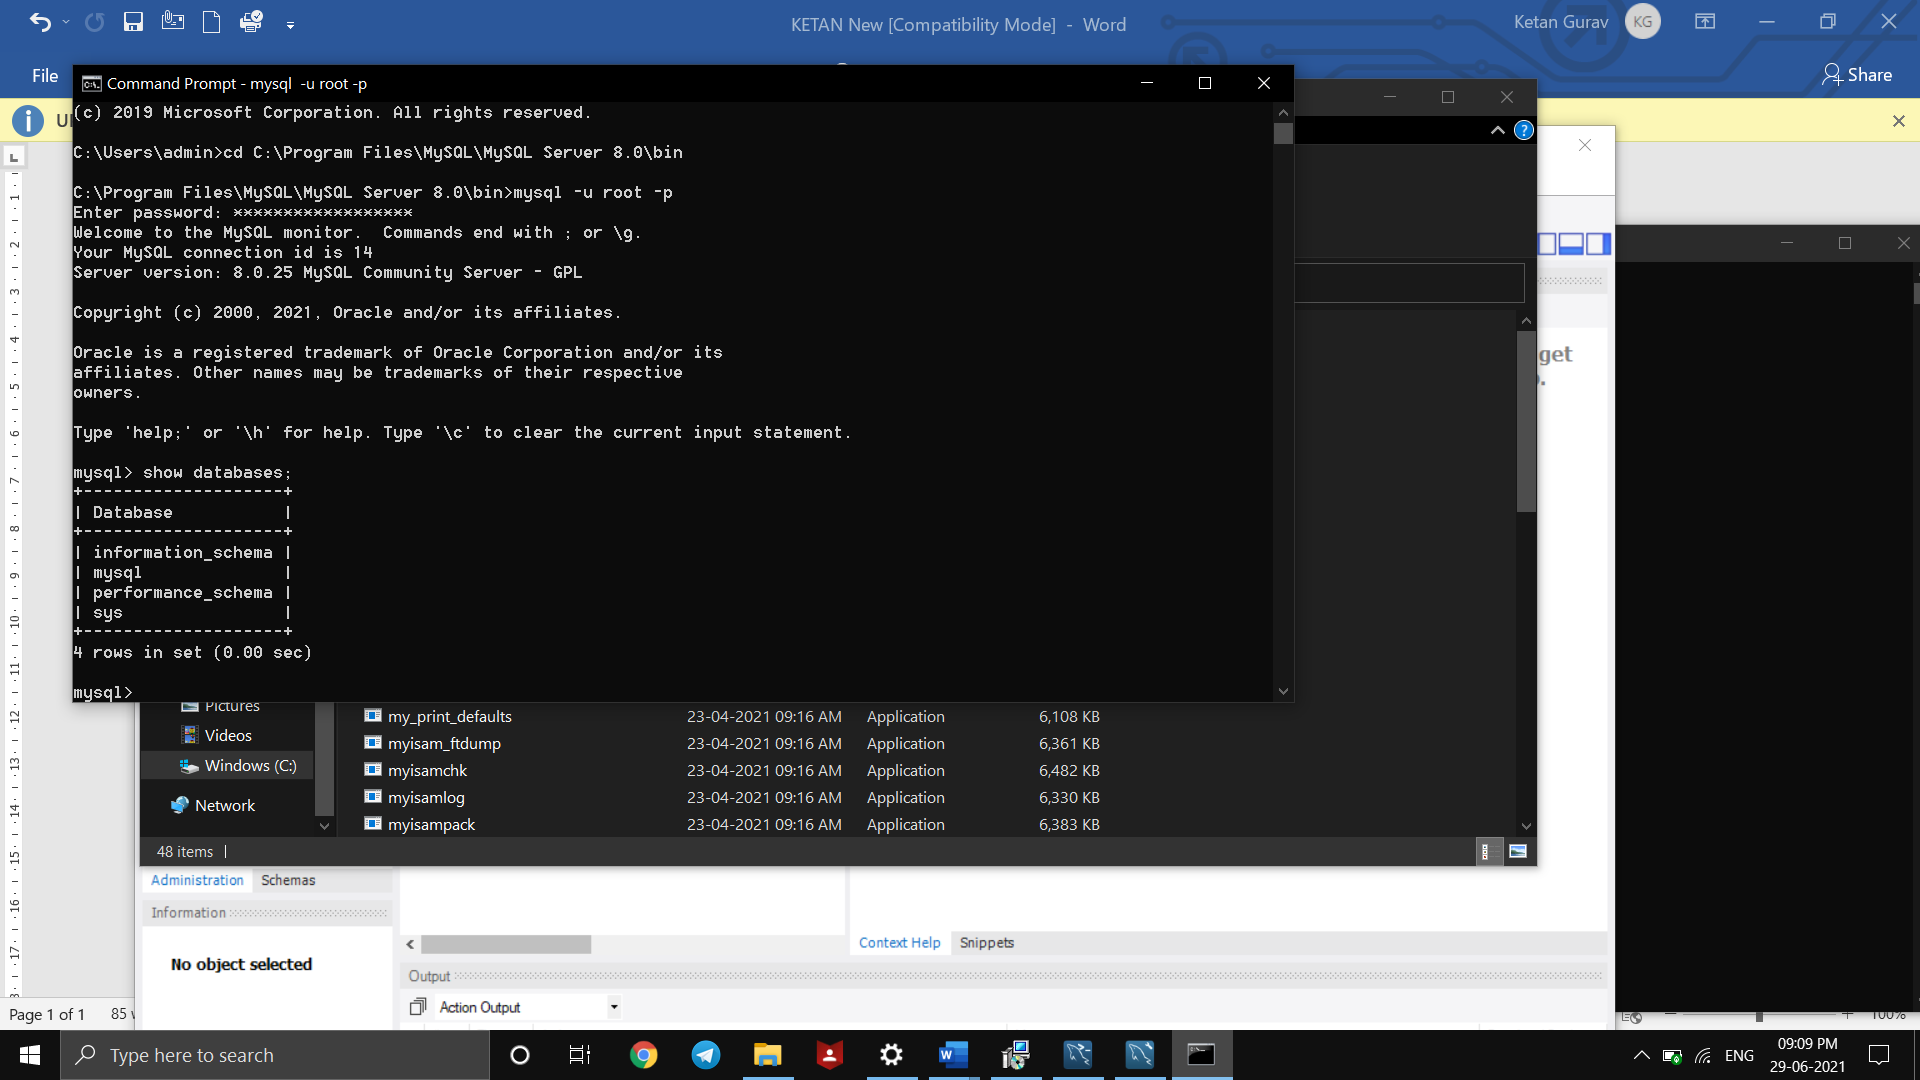 KETAN New [Compatibility Mode] - Word
Ketan Gurav
KG
File
Share
Command Prompt - mysql  -u root -p
(c) 2019 Microsoft Corporation. All rights reserved.
C:\Users\admin>cd C:\Program Files\MySQL\MySQL Server 8.0\bin
C:\Program Files\MySQL\MySQL Server 8.0\bin>mysql -u root -p
Enter password: ******************
Welcome to the MySQL monitor.  Commands end with ; or \g.
Your MySQL connection id is 14
Server version: 8.0.25 MySQL Community Server - GPL
Copyright (c) 2000, 2021, Oracle and/or its affiliates.
Oracle is a registered trademark of Oracle Corporation and/or its
affiliates. Other names may be trademarks of their respective
owners.
Type 'help;' or '\h' for help. Type '\c' to clear the current input statement.
mysql> show databases;
+--------------------+
| Database           |
+--------------------+
| information_schema |
| mysql              |
| performance_schema |
| sys                |
+--------------------+
4 rows in set (0.00 sec)
mysql>
get
Pictures
Videos
Windows (C:)
Network
my_print_defaults 23-04-2021 09:16 AM Application 6,108 KB
myisam_ftdump 23-04-2021 09:16 AM Application 6,361 KB
myisamchk 23-04-2021 09:16 AM Application 6,482 KB
myisamlog 23-04-2021 09:16 AM Application 6,330 KB
myisampack 23-04-2021 09:16 AM Application 6,383 KB
48 items
Administration Schemas
Information
No object selected
Context Help Snippets
Output
Action Output
Page 1 of 1 85
100%
Type here to search
ENG
09:09 PM
29-06-2021